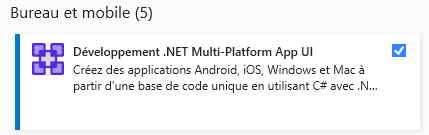 Bureau et mobile (5)
Développement .NET Multi-Platform App UI
Créez des applications Android, iOS, Windows et Mac à
partir d'une base de code unique en utilisant C# avec .N...